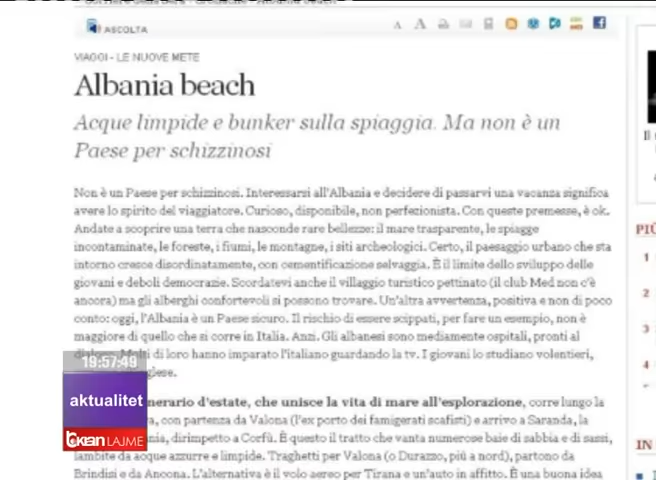 ASCOLTA
A A
VIAGGI - LE NUOVE METE
Albania beach
Acque limpide e bunker sulla spiaggia. Ma non è un
Paese per schizzinosi
Non è un Paese per schizzinosi. Interessarsi all'Albania e decidere di passarvi una vacanza significa
avere lo spirito del viaggiatore. Curioso, disponibile, non perfezionista. Con queste premesse, è ok.
Andate a scoprire una terra che nasconde rare bellezze: il mare trasparente, le spiagge
incontaminate, le foreste, i fiumi, le montagne, i siti archeologici. Certo, il paesaggio urbano che sta
intorno cresce disordinatamente, con cementificazione selvaggia. È il limite dello sviluppo delle
giovani e deboli democrazie. Scordatevi anche il villaggio turistico pettinato (il club Med non c'è
ancora) ma gli alberghi confortevoli si possono trovare. Un'altra avvertenza, positiva e non di poco
conto: oggi, l'Albania è un Paese sicuro. Il rischio di essere scippati, per fare un esempio, non è
maggiore di quello che si corre in Italia. Anzi. Gli albanesi sono mediamente ospitali, pronti al
Molti di loro hanno imparato l'italiano guardando la tv. I giovani lo studiano volentieri,
glese.
nerario d'estate, che unisce la vita di mare all'esplorazione, corre lungo la
a, con partenza da Valona (l'ex porto dei famigerati scafisti) e arrivo a Saranda, la
ania, dirimpetto a Corfù. È questo il tratto che vanta numerose baie di sabbia e di sassi,
lambite da acque azzurre e limpide. Traghetti per Valona (o Durazzo, più a nord), partono da
Brindisi e da Ancona. L'alternativa è il volo aereo per Tirana e un'auto in affitto. È una buona idea
19:57:49
aktualitet
LAJME
Il
PIÙ
1
2
3
4
IN